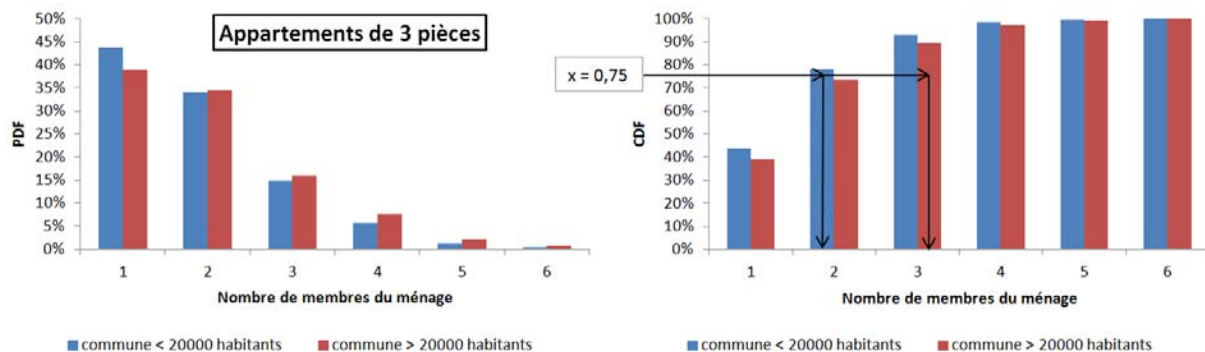 Appartements de 3 pièces
PDF
50%
45%
40%
35%
30%
25%
20%
15%
10%
5%
0%
1 2 3 4 5 6
Nombre de membres du ménage
commune < 20000 habitants commune > 20000 habitants
x = 0,75
CDF
100%
90%
80%
70%
60%
50%
40%
30%
20%
10%
0%
1 2 3 4 5 6
Nombre de membres du ménage
commune < 20000 habitants commune > 20000 habitants